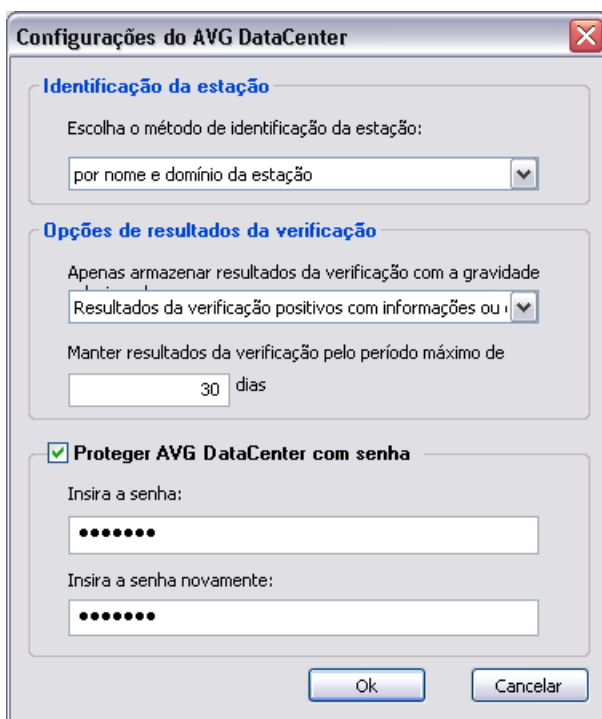 Configurações do AVG DataCenter
Identificação da estação
Escolha o método de identificação da estação:
por nome e domínio da estação
Opções de resultados da verificação
Apenas armazenar resultados da verificação com a gravidade
Resultados da verificação positivos com informações ou
Manter resultados da verificação pelo período máximo de
30 dias
Proteger AVG DataCenter com senha
Insira a senha:
•••••••
Insira a senha novamente:
•••••••
Ok Cancelar